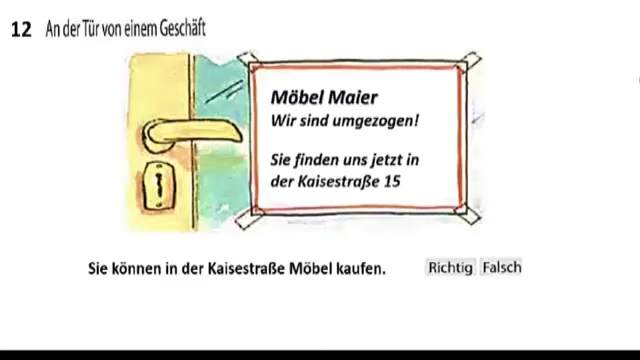 12 An der Tür von einem Geschäft
Möbel Maier
Wir sind umgezogen!
Sie finden uns jetzt in
der Kaisestraße 15
Sie können in der Kaisestraße Möbel kaufen. Richtig Falsch